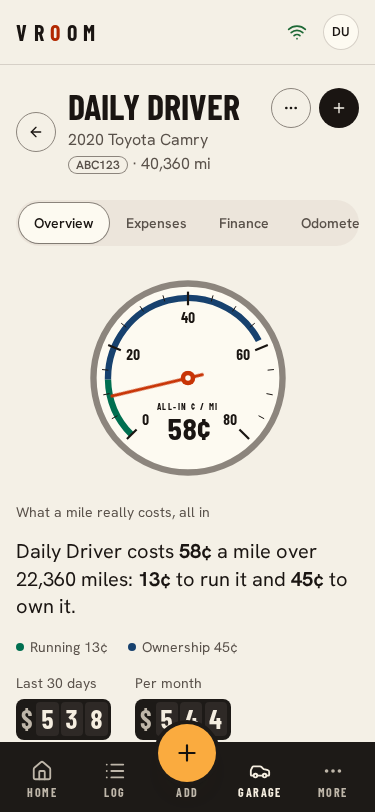 VROOM
DU
DAILY DRIVER
2020 Toyota Camry
ABC123 · 40,360 mi
Overview Expenses Finance Odomete
40
20 60
ALL-IN ¢ / MI
0 58¢ 80
What a mile really costs, all in
Daily Driver costs 58¢ a mile over
22,360 miles: 13¢ to run it and 45¢ to
own it.
Running 13¢ Ownership 45¢
Last 30 days Per month
$538 $544
HOME LOG ADD GARAGE MORE